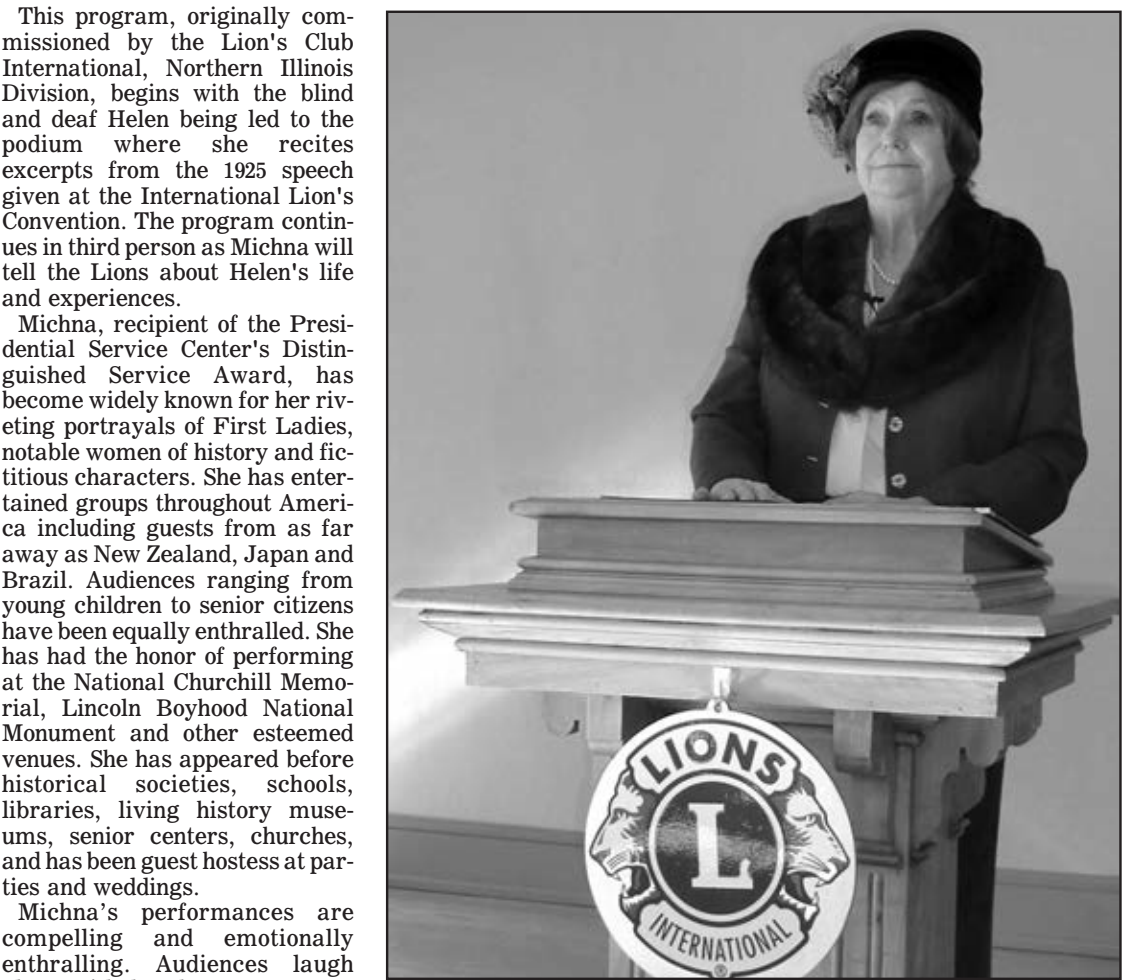 This program, originally com-
missioned by the Lion's Club
International, Northern Illinois
Division, begins with the blind
and deaf Helen being led to the
podium where she recites
excerpts from the 1925 speech
given at the International Lion's
Convention. The program contin-
ues in third person as Michna will
tell the Lions about Helen's life
and experiences.
Michna, recipient of the Presi-
dential Service Center's Distin-
guished Service Award, has
become widely known for her riv-
eting portrayals of First Ladies,
notable women of history and fic-
titious characters. She has enter-
tained groups throughout Ameri-
ca including guests from as far
away as New Zealand, Japan and
Brazil. Audiences ranging from
young children to senior citizens
have been equally enthralled. She
has had the honor of performing
at the National Churchill Memo-
rial, Lincoln Boyhood National
Monument and other esteemed
venues. She has appeared before
historical societies, schools,
libraries, living history muse-
ums, senior centers, churches,
and has been guest hostess at par-
ties and weddings.
Michna's performances are
compelling and emotionally
enthralling. Audiences laugh
LIONS
L
INTERNATIONAL
®